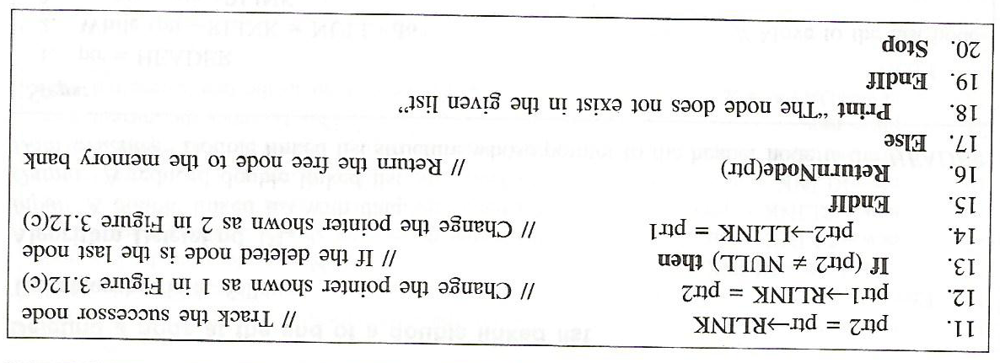 11. ptr2 = ptr→RLINK // Track the successor node
12. ptr1→RLINK = ptr2 // Change the pointer shown as 1 in Figure 3.12(c)
13. If (ptr2 ≠ NULL) then // If the deleted node is the last node
14. ptr2→LLINK = ptr1 // Change the pointer shown as 2 in Figure 3.12(c)
15. EndIf
16. ReturnNode(ptr) // Return the free node to the memory bank
17. Else
18. Print "The node does not exist in the given list"
19. EndIf
20. Stop